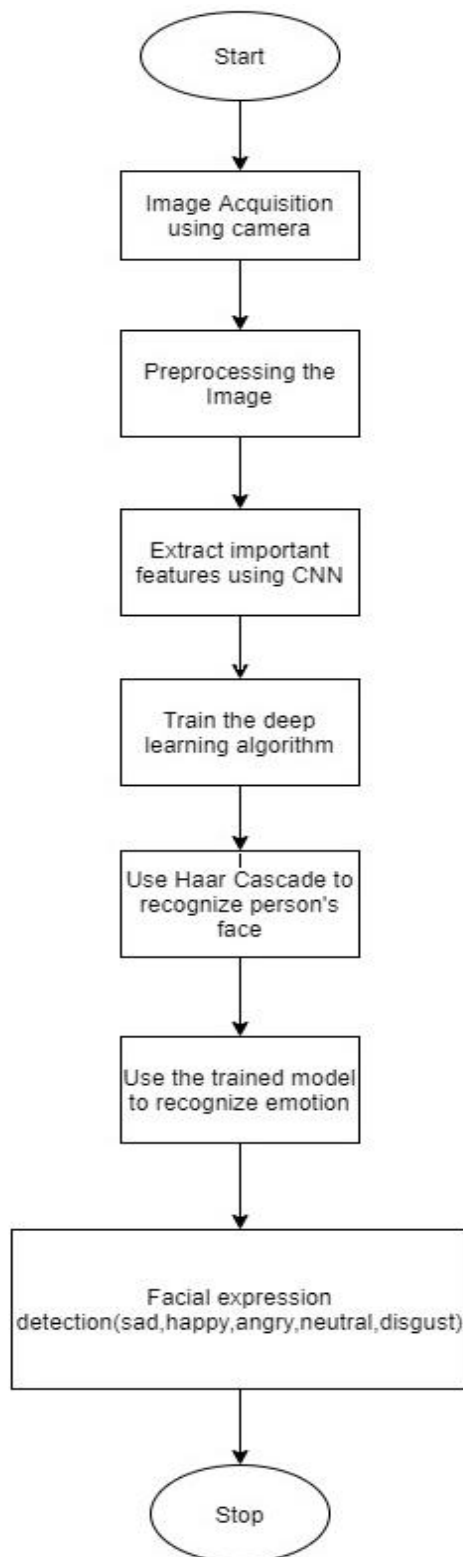 Start
Image Acquisition
using camera
Preprocessing the
Image
Extract important
features using CNN
Train the deep
learning algorithm
Use Haar Cascade to
recognize person's
face
Use the trained model
to recognize emotion
Facial expression
detection(sad,happy,angry,neutral,disgust)
Stop